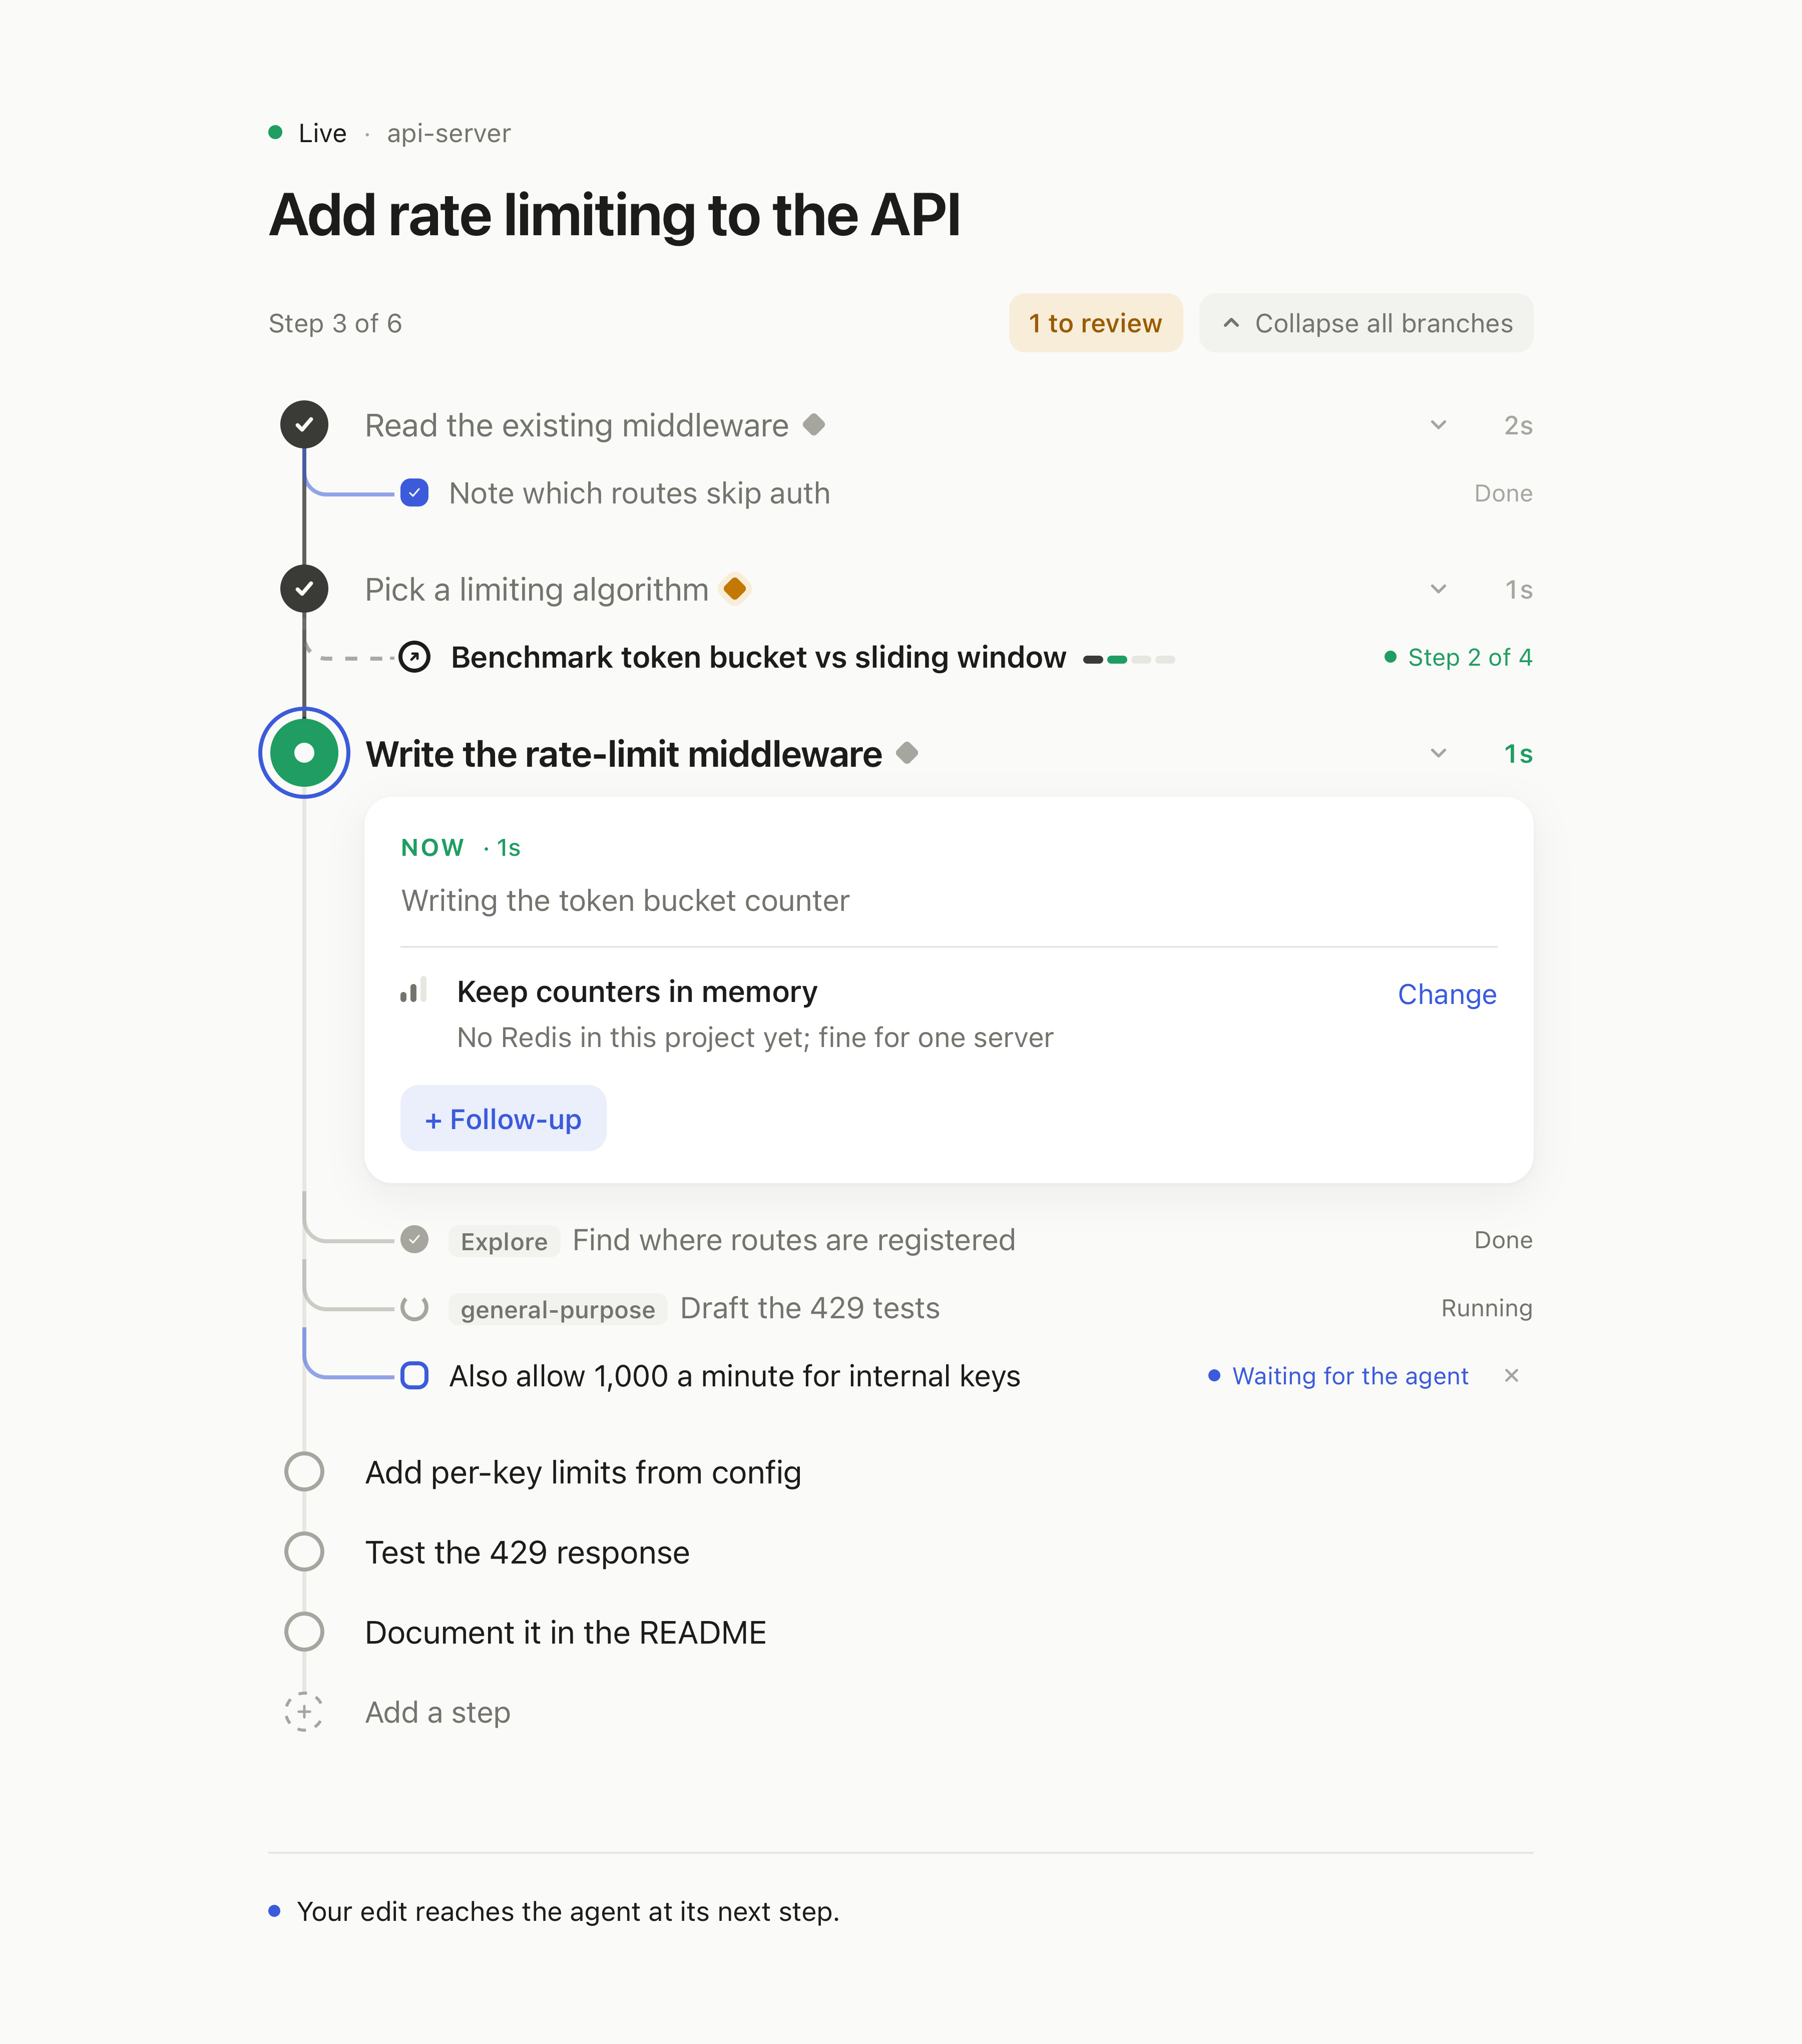 Live · api-server
Add rate limiting to the API
Step 3 of 6
1 to review
Collapse all branches
Read the existing middleware
2s
Note which routes skip auth
Done
Pick a limiting algorithm
1s
Benchmark token bucket vs sliding window
Step 2 of 4
Write the rate-limit middleware
1s
NOW · 1s
Writing the token bucket counter
Keep counters in memory
Change
No Redis in this project yet; fine for one server
+ Follow-up
Explore Find where routes are registered
Done
general-purpose Draft the 429 tests
Running
Also allow 1,000 a minute for internal keys
Waiting for the agent
Add per-key limits from config
Test the 429 response
Document it in the README
Add a step
Your edit reaches the agent at its next step.